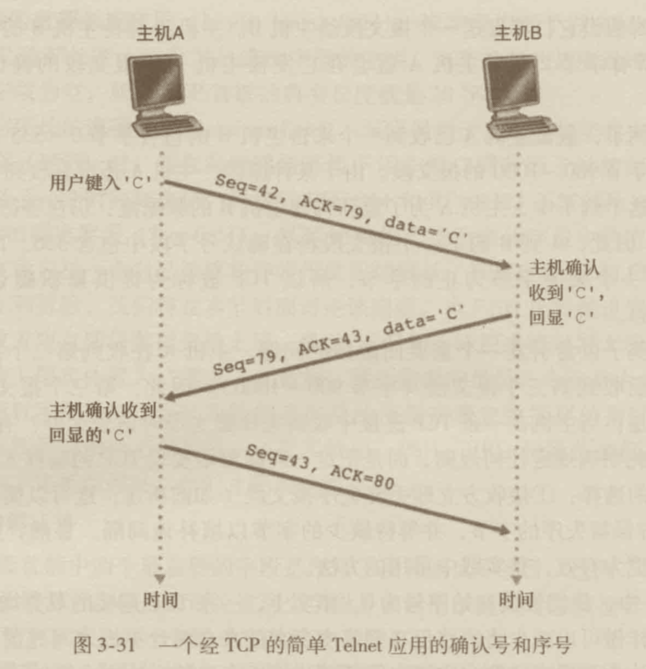 主机A
主机B
用户键入'C'
Seq=42, ACK=79, data='C'
主机确认
收到'C',
回显'C'
Seq=79, ACK=43, data='C'
主机确认收到
回显的'C'
Seq=43, ACK=80
时间
时间
图 3-31 一个经 TCP 的简单 Telnet 应用的确认号和序号